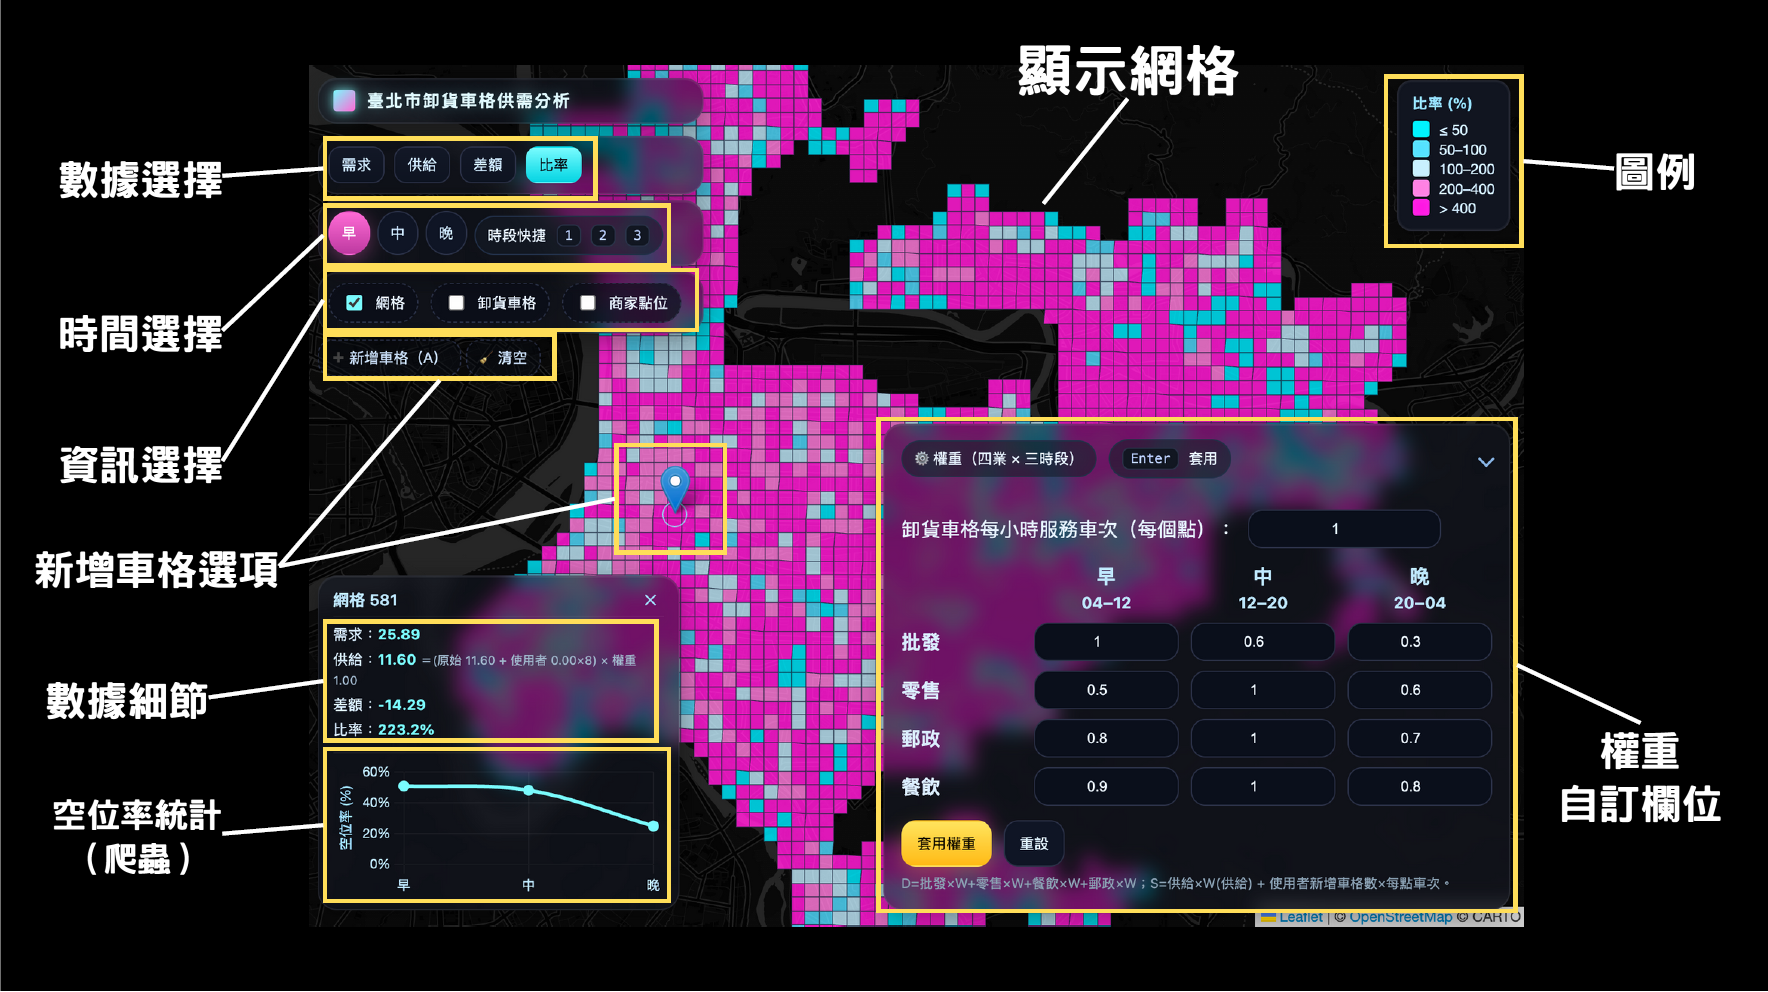 顯示網格
臺北市卸貨車格供需分析
數據選擇
需求 供給 差額 比率
時間選擇
早 中 晚 時段快捷 1 2 3
資訊選擇
網格 卸貨車格 商家點位
新增車格選項
新增車格（A） 清空
圖例
比率 (%)
≤ 50
50–100
100–200
200–400
> 400
網格 581 ×
數據細節
需求：25.89
供給：11.60 =(原始 11.60 + 使用者 0.00×8) × 權重
1.00
差額：-14.29
比率：223.2%
空位率統計
（爬蟲）
空位率 (%)
60%
40%
20%
0%
早 中 晚
權重
自訂欄位
權重（四業 × 三時段） Enter 套用
卸貨車格每小時服務車次（每個點）： 1
早 中 晚
04–12 12–20 20–04
批發 1 0.6 0.3
零售 0.5 1 0.6
郵政 0.8 1 0.7
餐飲 0.9 1 0.8
套用權重 重設
D=批發×W+零售×W+餐飲×W+郵政×W；S=供給×W(供給) + 使用者新增車格數×每點車次。
Leaflet | © OpenStreetMap © CARTO